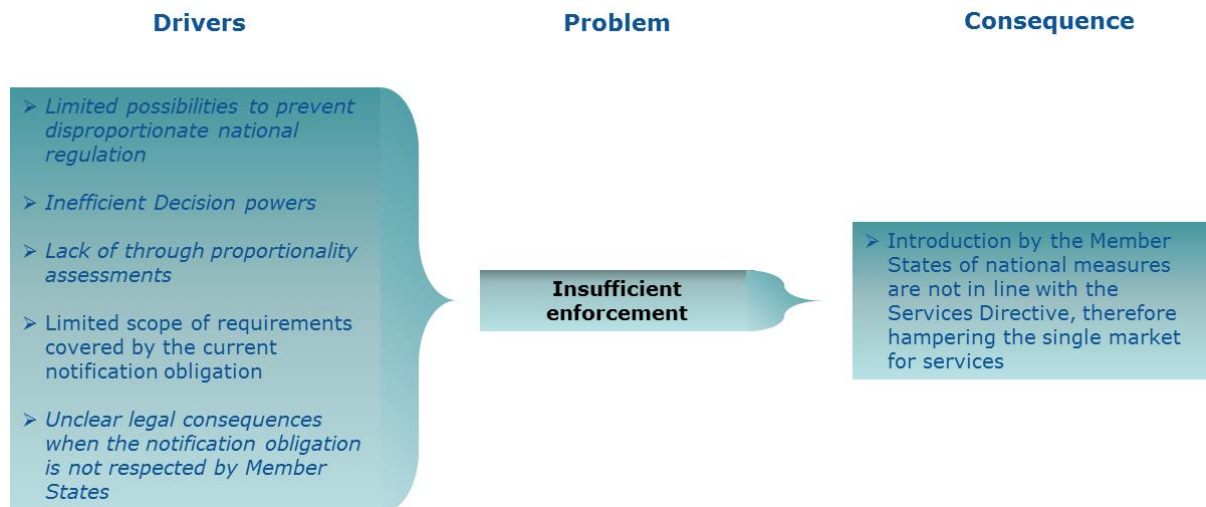 Drivers
Problem
Consequence
➢ Limited possibilities to prevent
disproportionate national
regulation
➢ Inefficient Decision powers
➢ Lack of through proportionality
assessments
➢ Limited scope of requirements
covered by the current
notification obligation
➢ Unclear legal consequences
when the notification obligation
is not respected by Member
States
Insufficient
enforcement
➢ Introduction by the Member
States of national measures
are not in line with the
Services Directive, therefore
hampering the single market
for services